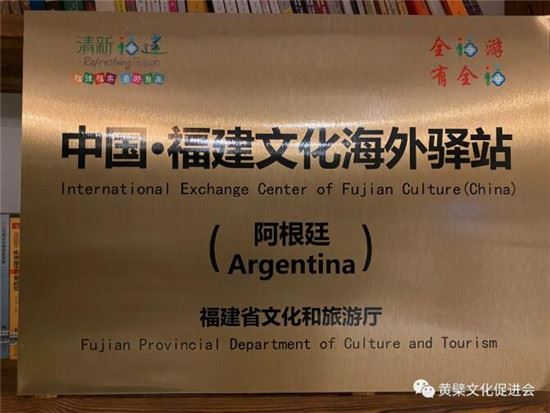 清新福建
Refreshing Fujian
全福游
有全福
中国·福建文化海外驿站
International Exchange Center of Fujian Culture(China)
(阿根廷
Argentina)
福建省文化和旅游厅
Fujian Provincial Department of Culture and Tourism
黄檗文化促进会